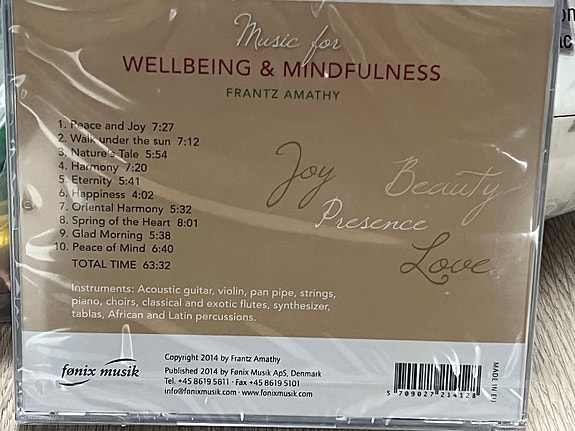 Music for
WELLBEING & MINDFULNESS
FRANTZ AMATHY
1. Peace and Joy 7:27
2. Walk under the sun 7:12
3. Nature's Tale 5:54
4. Harmony 7:20
5. Eternity 5:41
6. Happiness 4:02
7. Oriental Harmony 5:32
8. Spring of the Heart 8:01
9. Glad Morning 5:38
10. Peace of Mind 6:40
TOTAL TIME 63:32
Joy
Beauty
Presence
Love
Instruments: Acoustic guitar, violin, pan pipe, strings,
piano, choirs, classical and exotic flutes, synthesizer,
tablas, African and Latin percussions.
fønix musik
Copyright 2014 by Frantz Amathy
Published 2014 by Fønix Musik ApS, Denmark
Tel. +45 8619 5611 · Fax +45 8619 5101
info@fonixmusik.com · www.fonixmusik.com
5 709027 214128
MADE IN EU